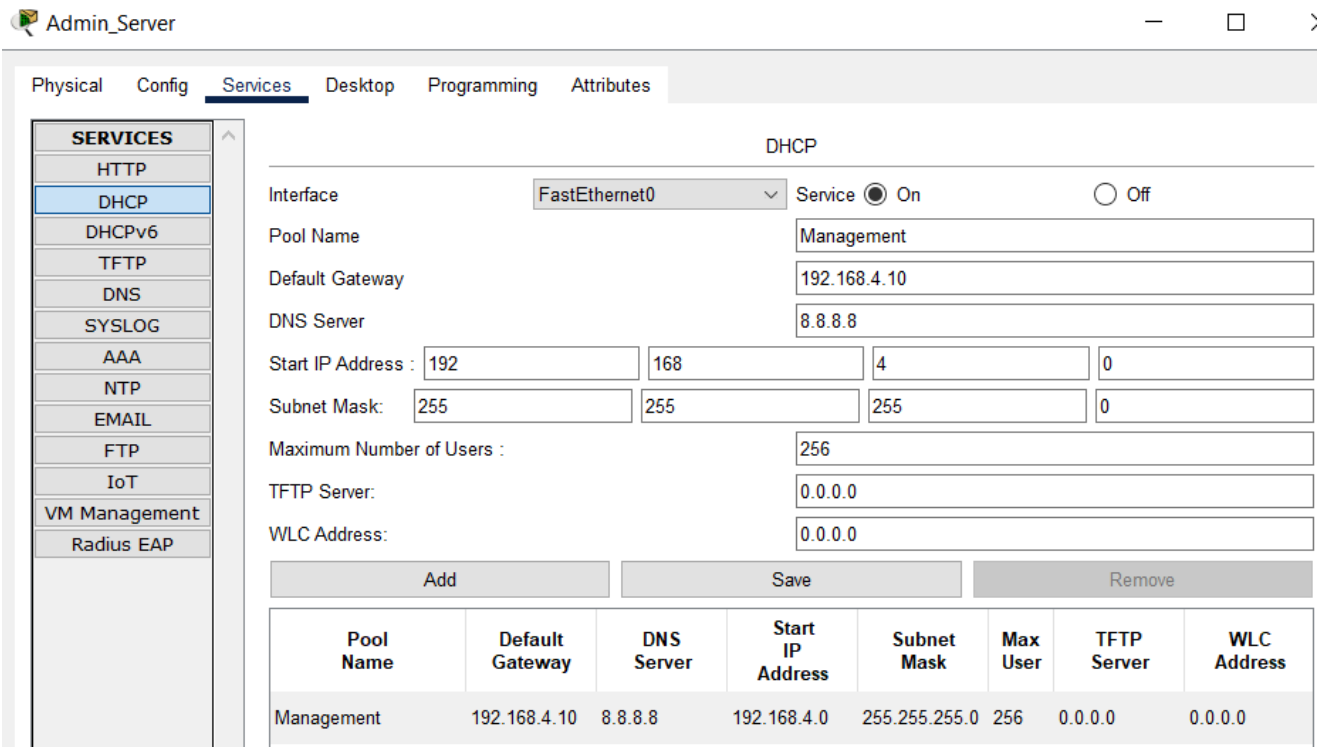 Admin_Server
Physical Config Services Desktop Programming Attributes
SERVICES
HTTP
DHCP
DHCPv6
TFTP
DNS
SYSLOG
AAA
NTP
EMAIL
FTP
IoT
VM Management
Radius EAP
DHCP
Interface FastEthernet0 Service On Off
Pool Name Management
Default Gateway 192.168.4.10
DNS Server 8.8.8.8
Start IP Address : 192 168 4 0
Subnet Mask: 255 255 255 0
Maximum Number of Users : 256
TFTP Server: 0.0.0.0
WLC Address: 0.0.0.0
Add Save Remove
Pool Name Default Gateway DNS Server Start IP Address Subnet Mask Max User TFTP Server WLC Address
Management 192.168.4.10 8.8.8.8 192.168.4.0 255.255.255.0 256 0.0.0.0 0.0.0.0